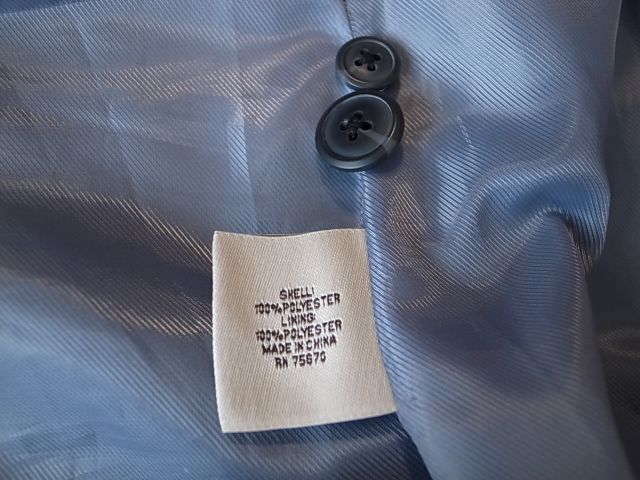 SHELL:
100%POLYESTER
LINING:
100%POLYESTER
MADE IN CHINA
RN 75670